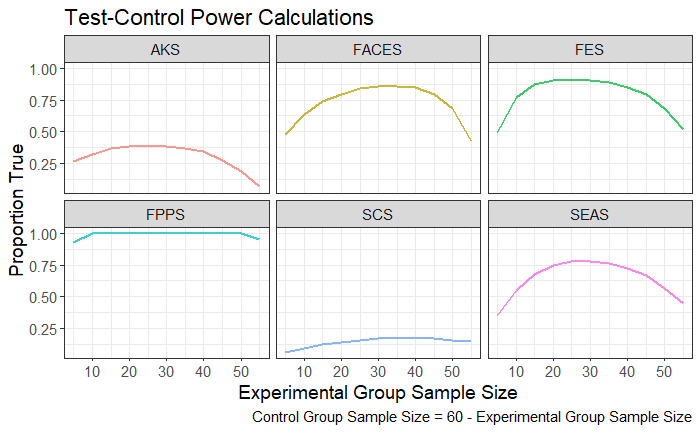 Test-Control Power Calculations
AKS FACES FES
1.00
0.75
0.50
0.25
FPPS SCS SEAS
1.00
0.75
0.50
0.25
Proportion True
10 20 30 40 50 10 20 30 40 50 10 20 30 40 50
Experimental Group Sample Size
Control Group Sample Size = 60 - Experimental Group Sample Size